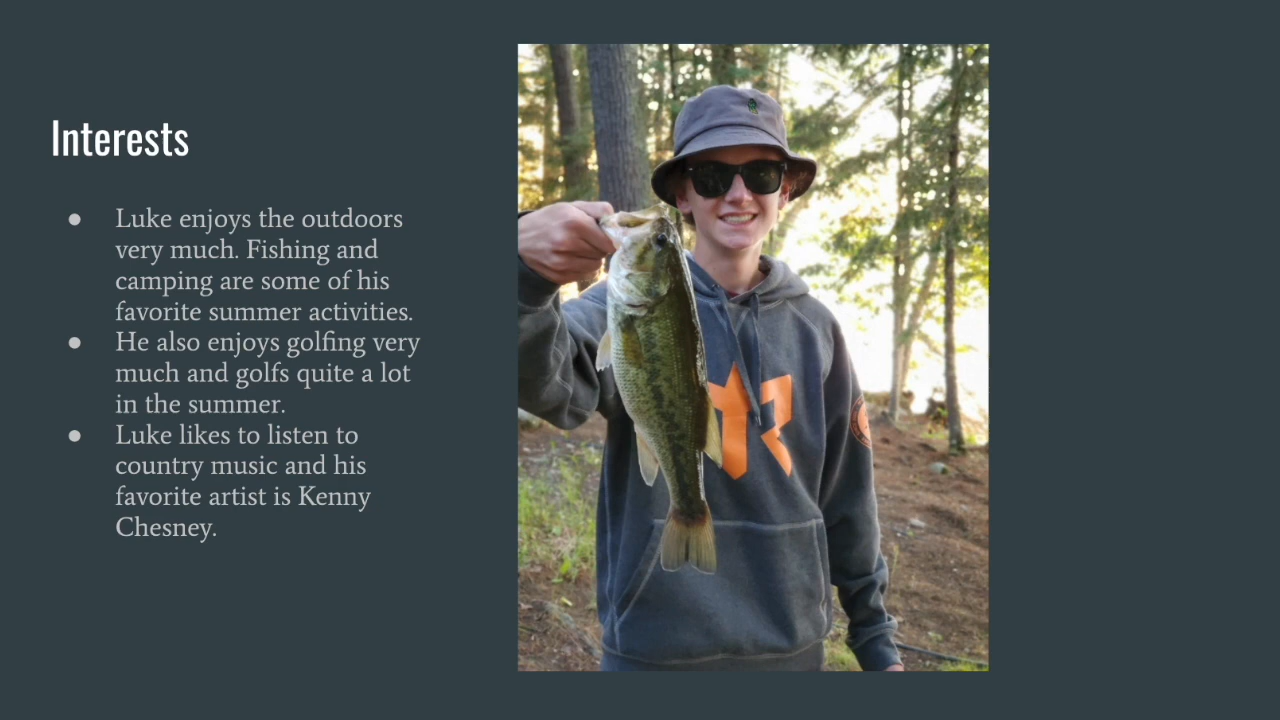 Interests
● Luke enjoys the outdoors
very much. Fishing and
camping are some of his
favorite summer activities.
● He also enjoys golfing very
much and golfs quite a lot
in the summer.
● Luke likes to listen to
country music and his
favorite artist is Kenny
Chesney.